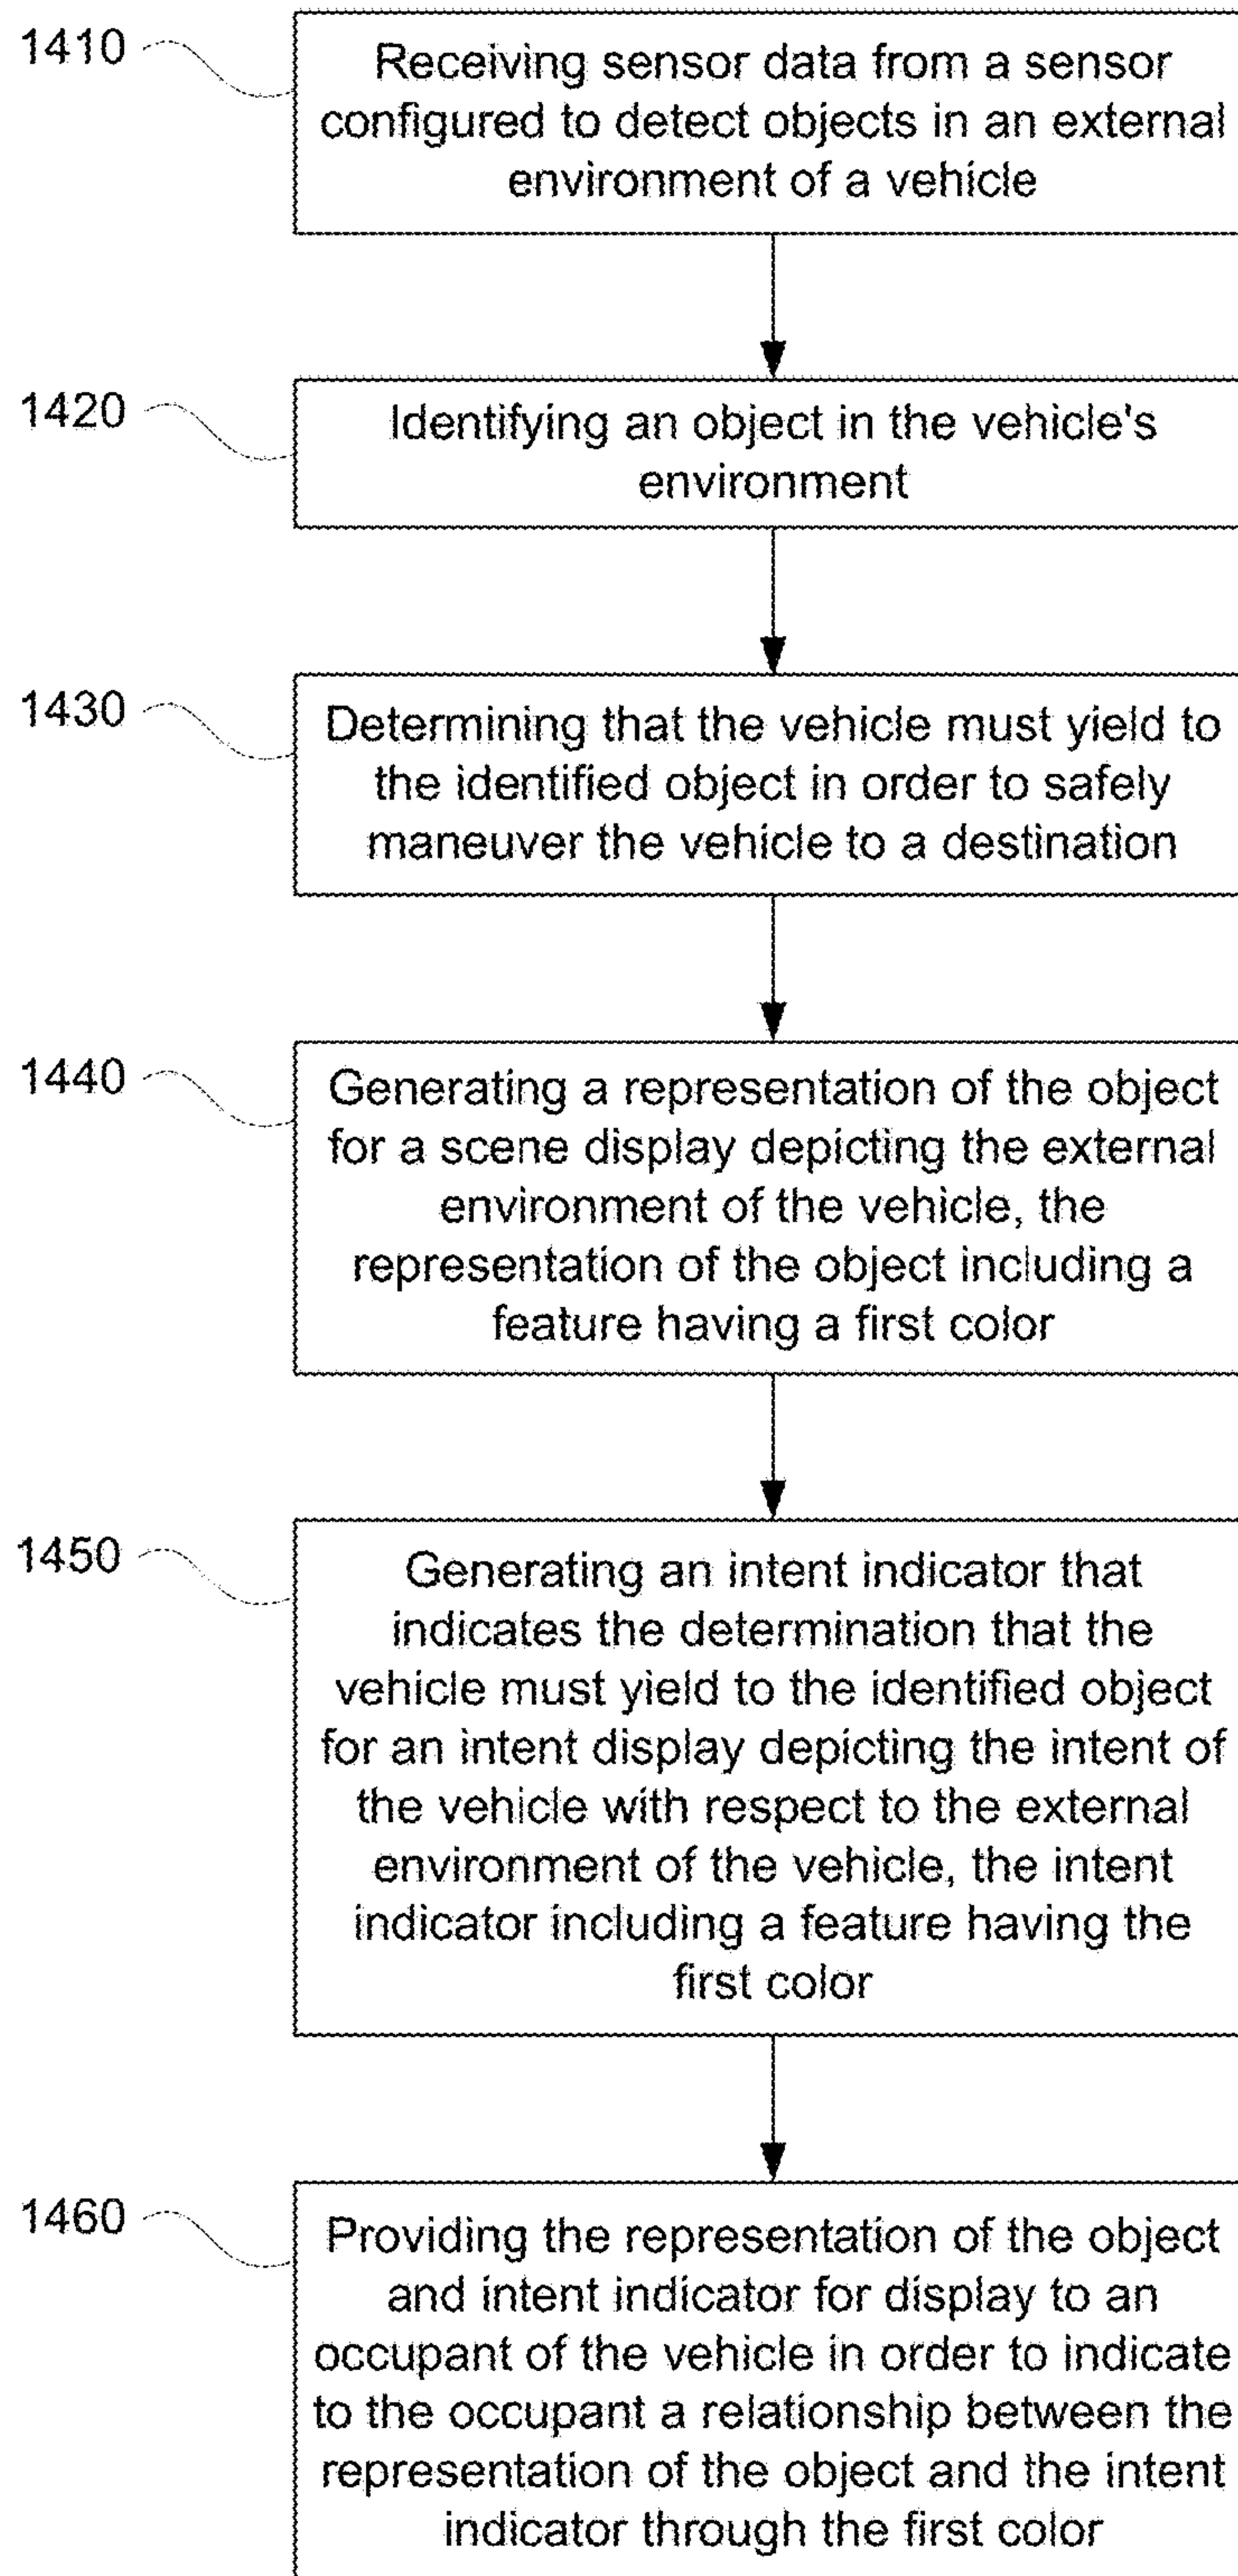 1410
Receiving sensor data from a sensor
configured to detect objects in an external
environment of a vehicle
1420
Identifying an object in the vehicle's
environment
1430
Determining that the vehicle must yield to
the identified object in order to safely
maneuver the vehicle to a destination
1440
Generating a representation of the object
for a scene display depicting the external
environment of the vehicle, the
representation of the object including a
feature having a first color
1450
Generating an intent indicator that
indicates the determination that the
vehicle must yield to the identified object
for an intent display depicting the intent of
the vehicle with respect to the external
environment of the vehicle, the intent
indicator including a feature having the
first color
1460
Providing the representation of the object
and intent indicator for display to an
occupant of the vehicle in order to indicate
to the occupant a relationship between the
representation of the object and the intent
indicator through the first color